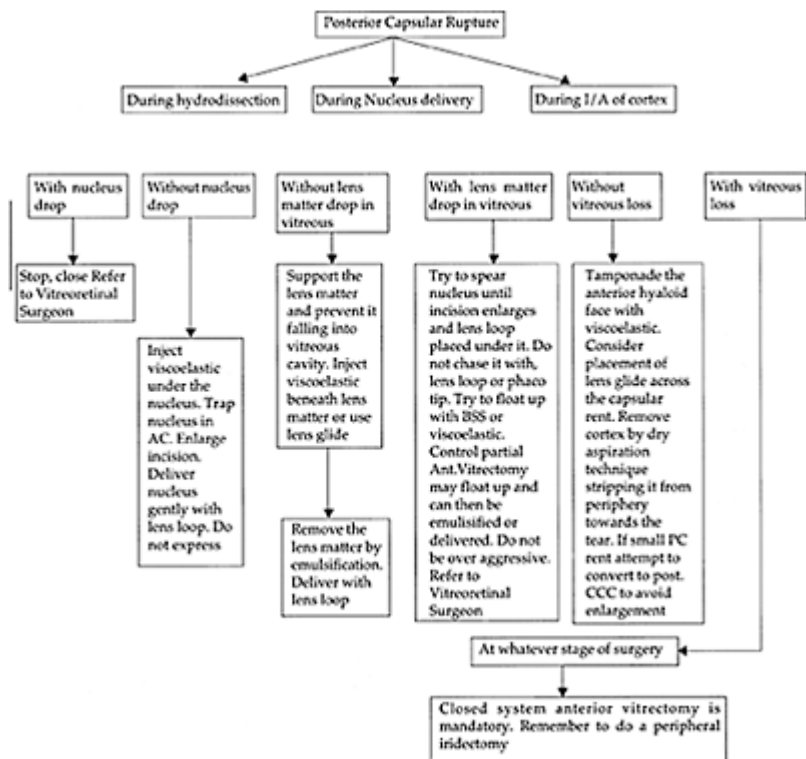 Posterior Capsular Rupture
During hydrodissection
During Nucleus delivery
During I/A of cortex
With nucleus
drop
Without nucleus
drop
Without lens
matter drop in
vitreous
With lens matter
drop in vitreous
Without
vitreous loss
With vitreous
loss
Stop, close Refer
to Vitreoretinal
Surgeon
Inject
viscoelastic
under the
nucleus. Trap
nucleus in
AC. Enlarge
incision.
Deliver
nucleus
gently with
lens loop. Do
not express
Support the
lens matter
and prevent it
falling into
vitreous
cavity. Inject
viscoelastic
beneath lens
matter or use
lens glide
Remove the
lens matter by
emulsification.
Deliver with
lens loop
Try to spear
nucleus until
incision enlarges
and lens loop
placed under it. Do
not chase it with,
lens loop or phaco
tip. Try to float up
with BSS or
viscoelastic.
Control partial
Ant.Vitrectomy
may float up and
can then be
emulisified or
delivered. Do not
be over aggressive.
Refer to
Vitreoretinal
Surgeon
Tamponade the
anterior hyaloid
face with
viscoelastic.
Consider
placement of
lens glide across
the capsular
rent. Remove
cortex by dry
aspiration
technique
stripping it from
periphery
towards the
tear. If small PC
rent attempt to
convert to post.
CCC to avoid
enlargement
At whatever stage of surgery
Closed system anterior vitrectomy is
mandatory. Remember to do a peripheral
iridectomy